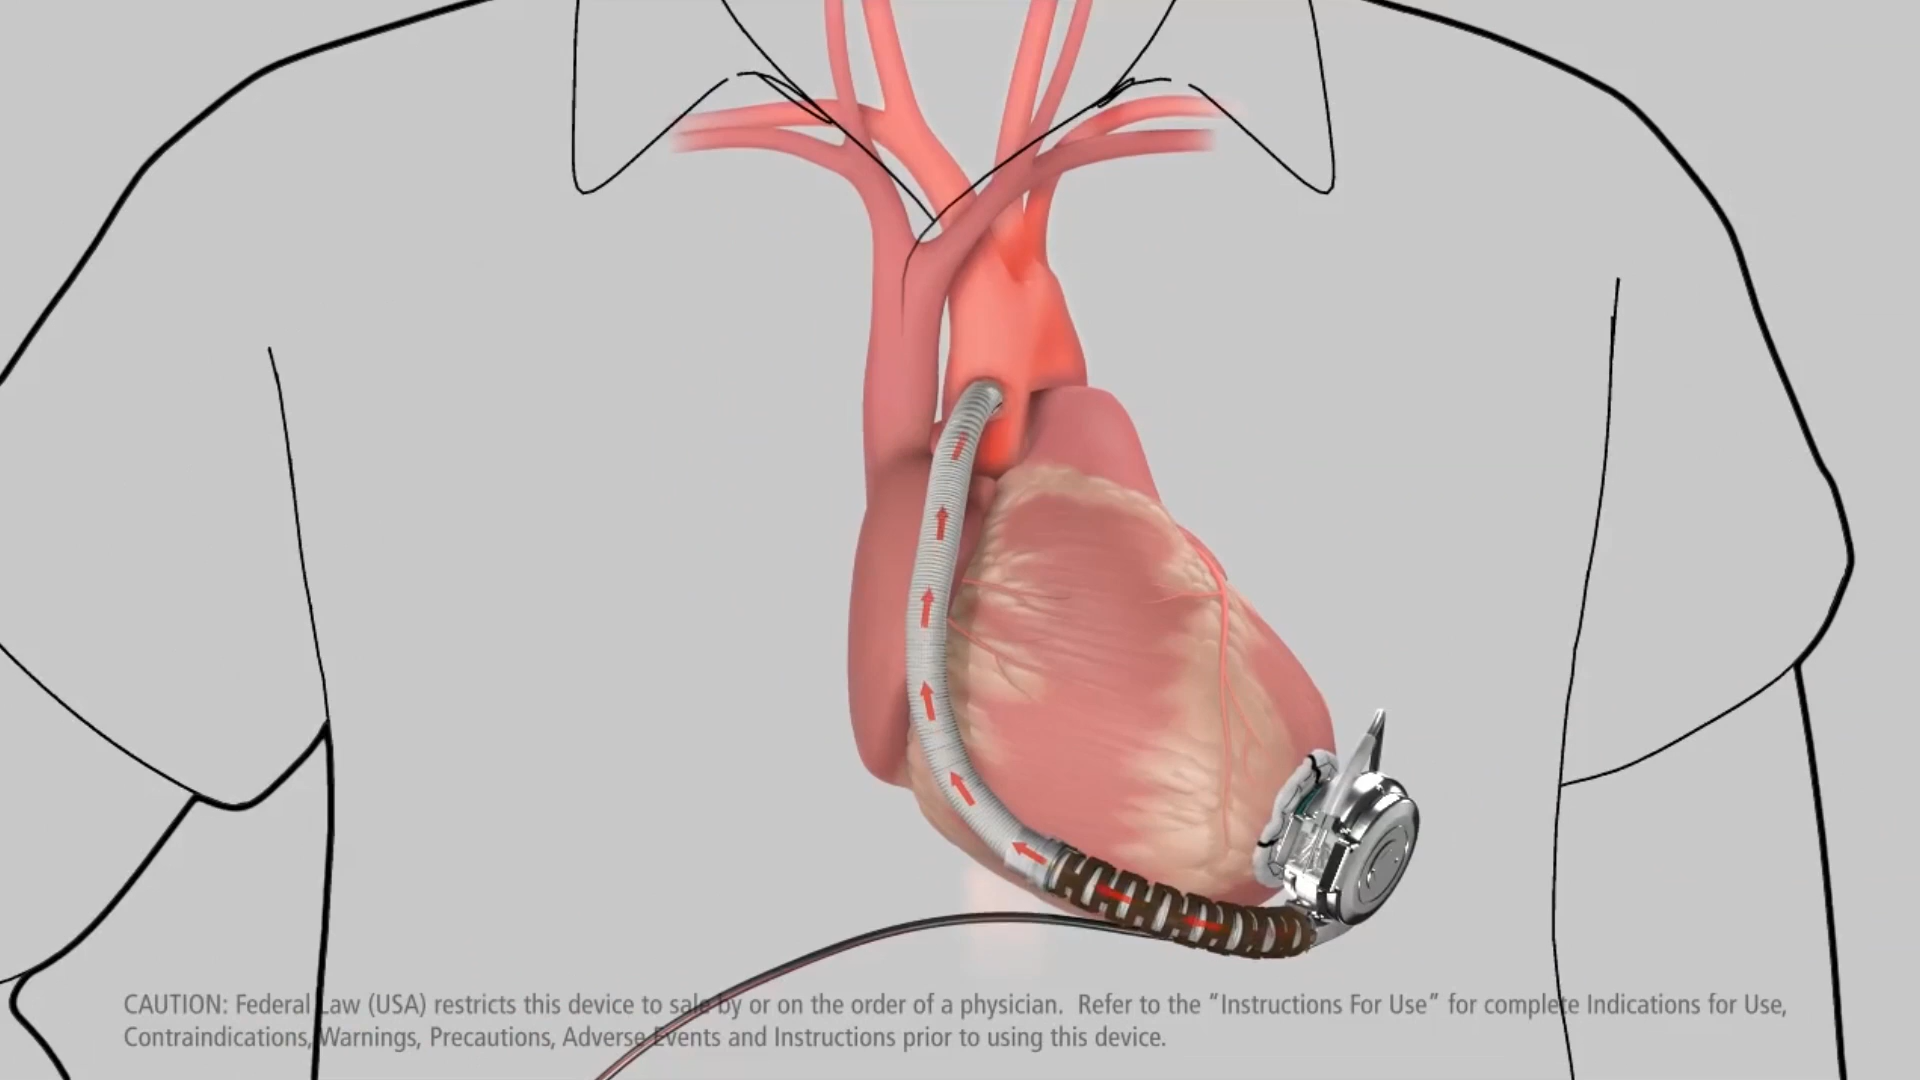 CAUTION: Federal Law (USA) restricts this device to sale by or on the order of a physician.  Refer to the “Instructions For Use” for complete Indications for Use,
Contraindications, Warnings, Precautions, Adverse Events and Instructions prior to using this device.